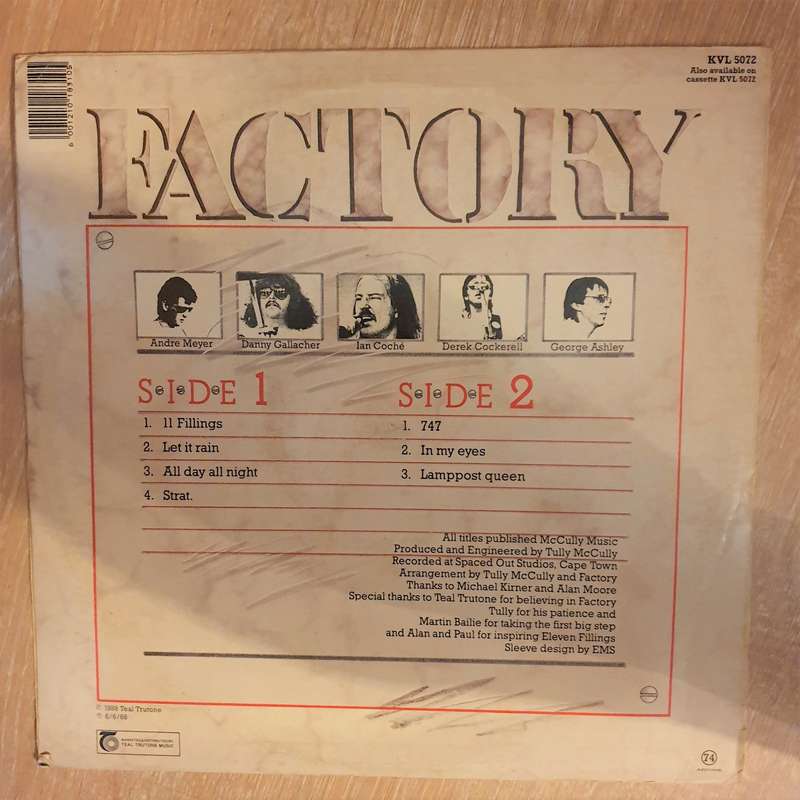 KVL 5072
Also available on
cassette KVL 5072
6 001210 183105
FACTORY
Andre Meyer
Danny Gallacher
Ian Coché
Derek Cockerell
George Ashley
S·I·D·E 1
1. 11 Fillings
2. Let it rain
3. All day all night
4. Strat.
S·I·D·E 2
1. 747
2. In my eyes
3. Lamppost queen
All titles published McCully Music
Produced and Engineered by Tully McCully
Recorded at Spaced Out Studios, Cape Town
Arrangement by Tully McCully and Factory
Thanks to Michael Kirner and Alan Moore
Special thanks to Teal Trutone for believing in Factory
Tully for his patience and
Martin Bailie for taking the first big step
and Alan and Paul for inspiring Eleven Fillings
Sleeve design by EMS
Teal Trutone
TEAL TRUTONE MUSIC
74